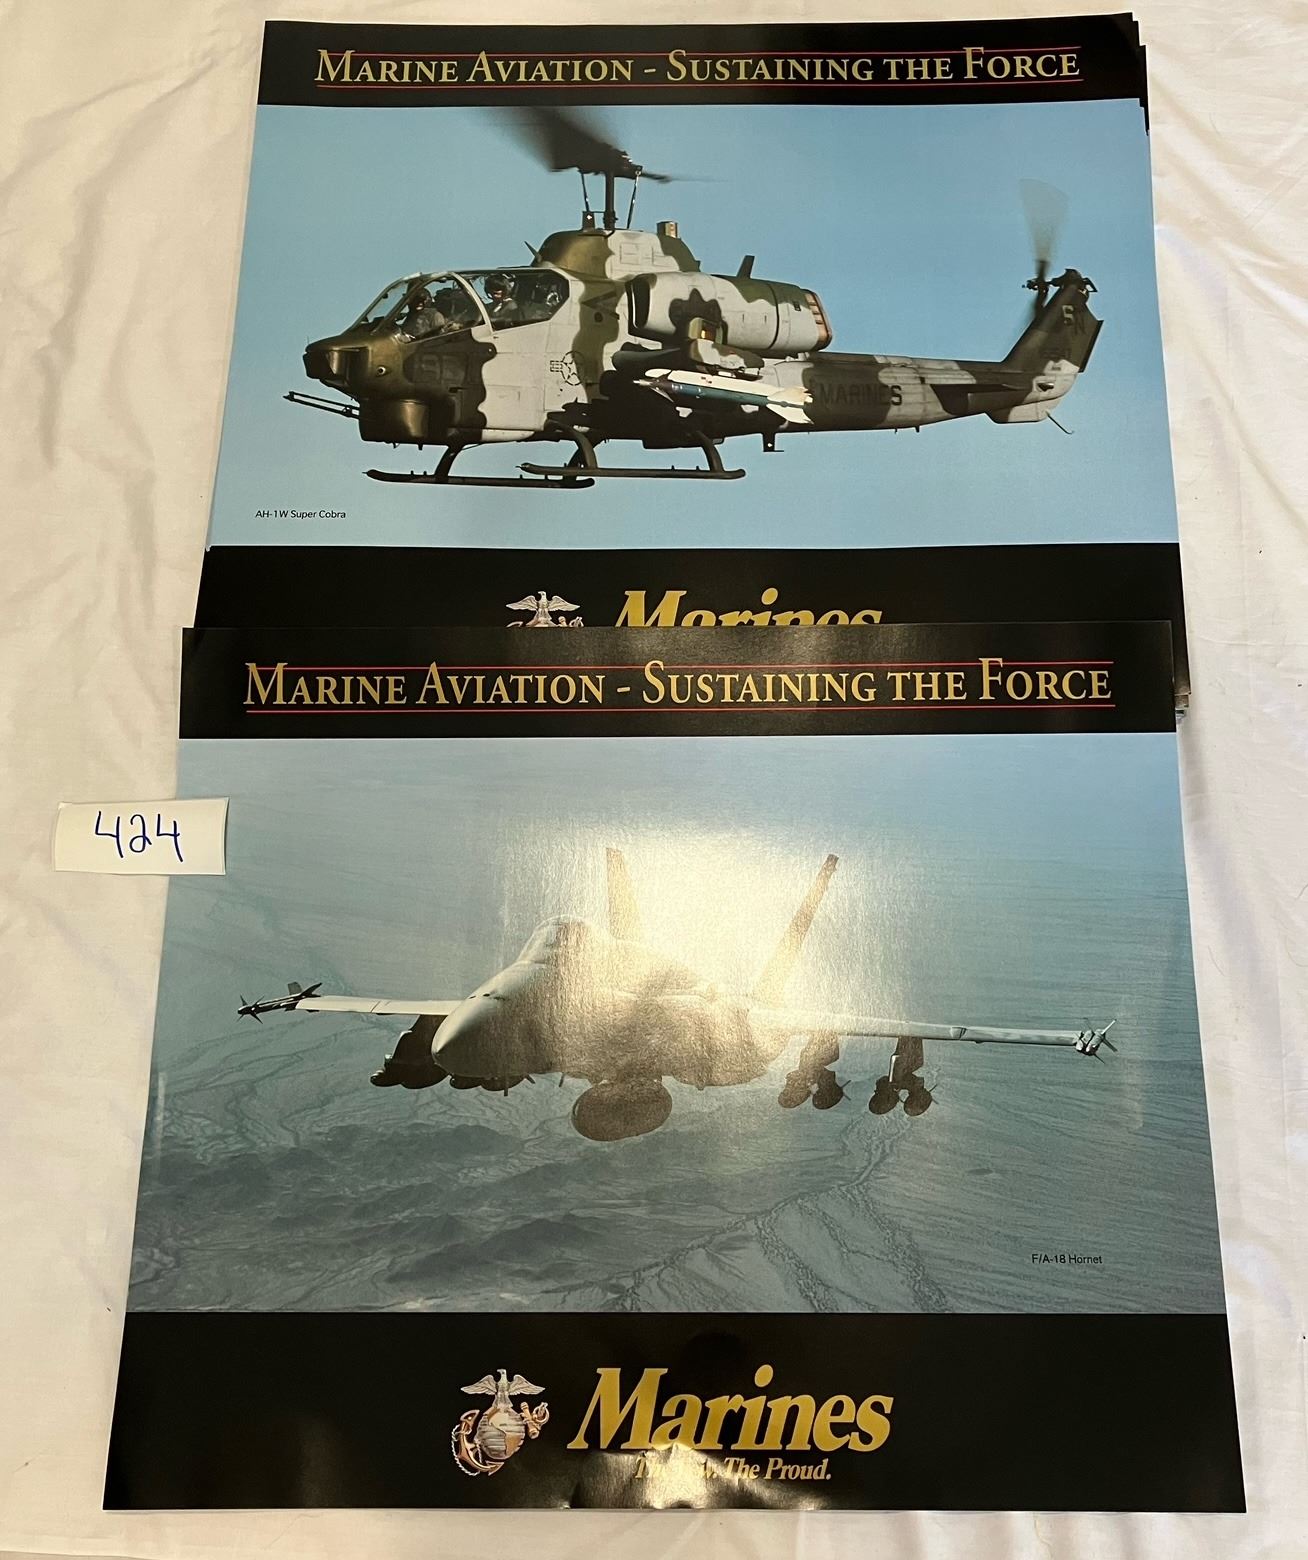 MARINE AVIATION - SUSTAINING THE FORCE
MARINES
AH-1W Super Cobra
Marines
MARINE AVIATION - SUSTAINING THE FORCE
424
F/A-18 Hornet
Marines
The Proud.